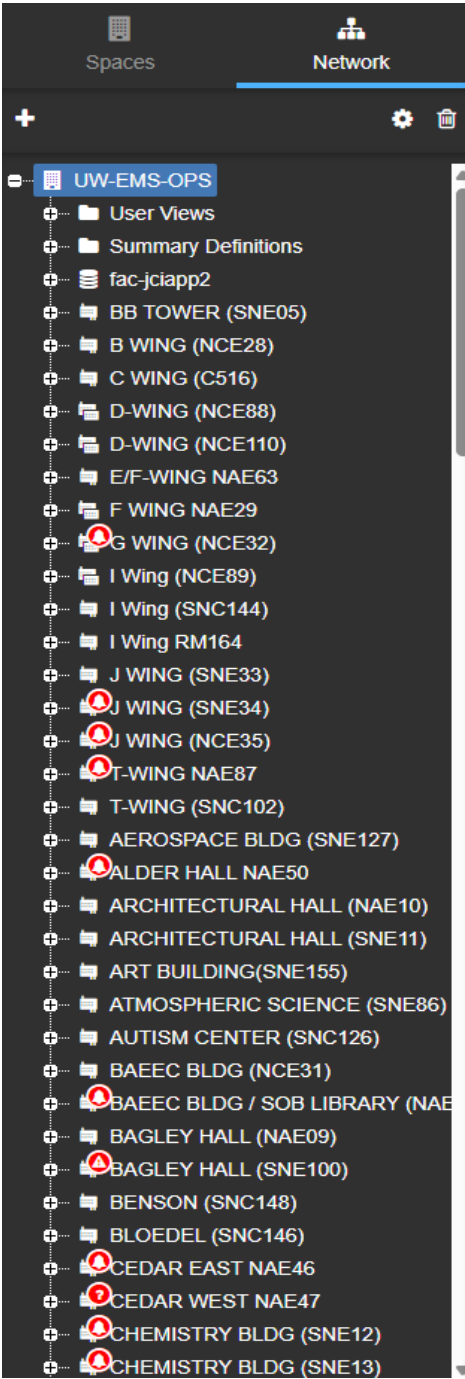 Spaces
Network
UW-EMS-OPS
User Views
Summary Definitions
fac-jciapp2
BB TOWER (SNE05)
B WING (NCE28)
C WING (C516)
D-WING (NCE88)
D-WING (NCE110)
E/F-WING NAE63
F WING NAE29
G WING (NCE32)
I Wing (NCE89)
I Wing (SNC144)
I Wing RM164
J WING (SNE33)
J WING (SNE34)
J WING (NCE35)
T-WING NAE87
T-WING (SNC102)
AEROSPACE BLDG (SNE127)
ALDER HALL NAE50
ARCHITECTURAL HALL (NAE10)
ARCHITECTURAL HALL (SNE11)
ART BUILDING(SNE155)
ATMOSPHERIC SCIENCE (SNE86)
AUTISM CENTER (SNC126)
BAEEC BLDG (NCE31)
BAEEC BLDG / SOB LIBRARY (NAE
BAGLEY HALL (NAE09)
BAGLEY HALL (SNE100)
BENSON (SNC148)
BLOEDEL (SNC146)
CEDAR EAST NAE46
CEDAR WEST NAE47
CHEMISTRY BLDG (SNE12)
CHEMISTRY BLDG (SNE13)